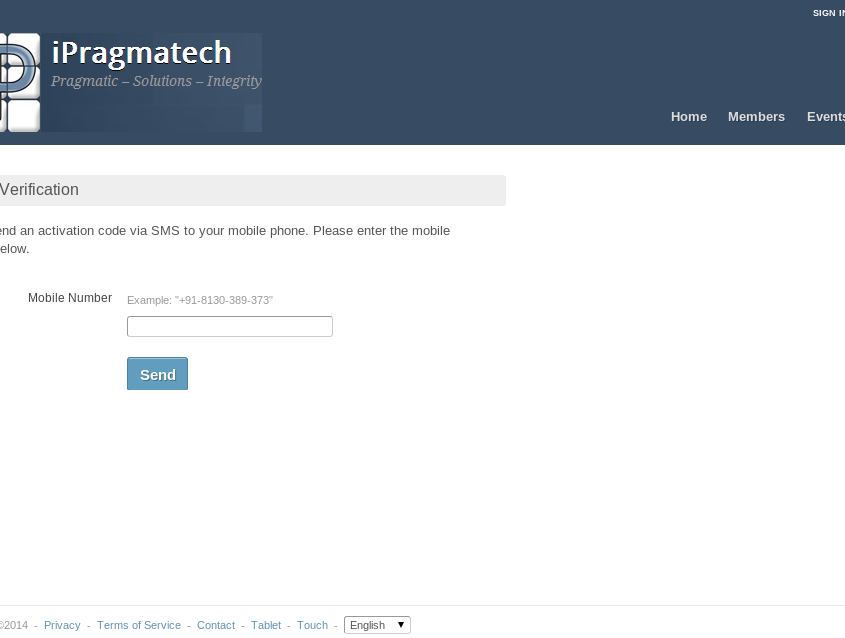 SIGN IN
iPragmatech
Pragmatic – Solutions – Integrity
Home Members Events
Verification
end an activation code via SMS to your mobile phone. Please enter the mobile
elow.
Mobile Number
Example: "+91-8130-389-373"
Send
©2014 - Privacy - Terms of Service - Contact - Tablet - Touch - English